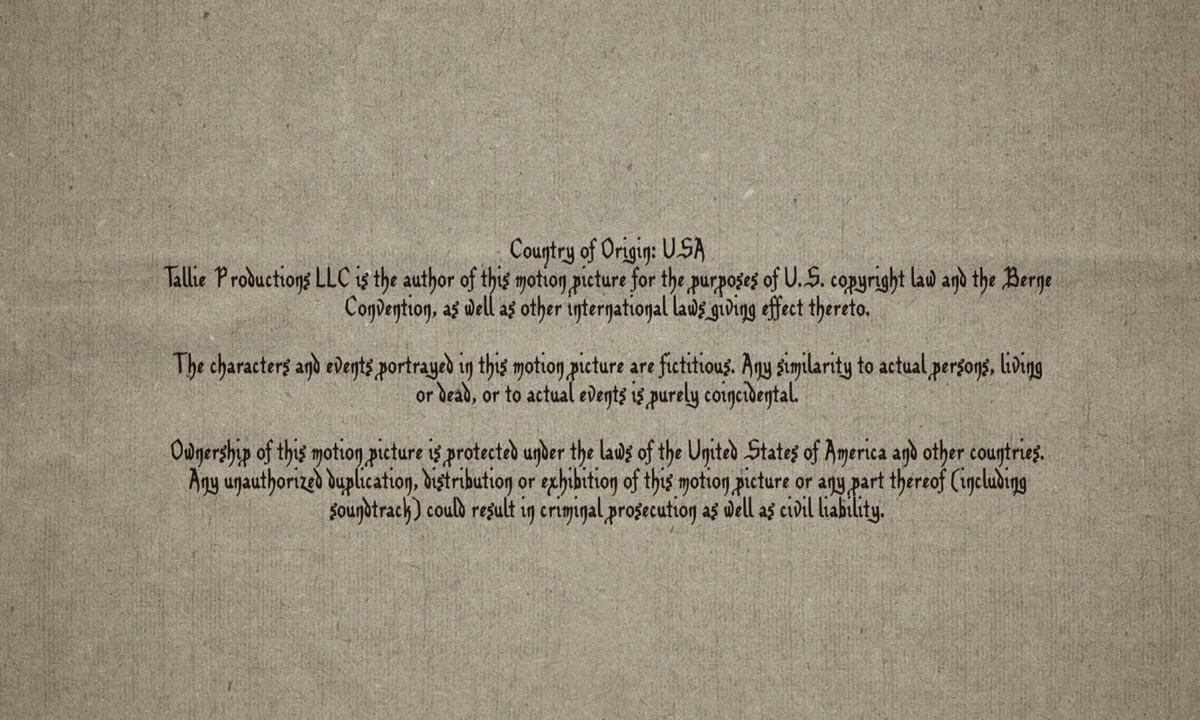 Country of Origin: USA
Tallie Productions LLC is the author of this motion picture for the purposes of U.S. copyright law and the Berne
Convention, as well as other international laws giving effect thereto.
The characters and events portrayed in this motion picture are fictitious. Any similarity to actual persons, living
or dead, or to actual events is purely coincidental.
Ownership of this motion picture is protected under the laws of the United States of America and other countries.
Any unauthorized duplication, distribution or exhibition of this motion picture or any part thereof (including
soundtrack) could result in criminal prosecution as well as civil liability.